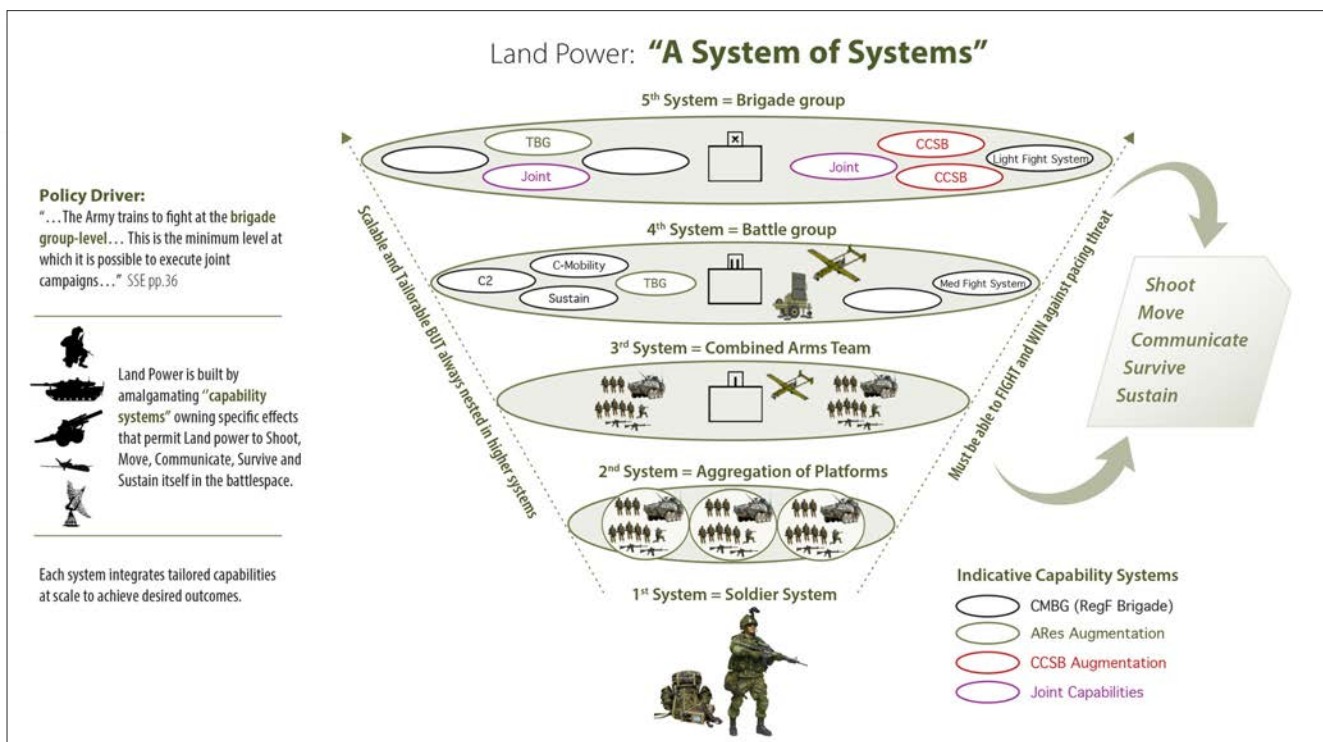 Land Power: “A System of Systems”
Policy Driver:
“…The Army trains to fight at the brigade
group-level… This is the minimum level at
which it is possible to execute joint
campaigns…” SSE pp.36
Land Power is built by
amalgamating “capability
systems” owning specific effects
that permit Land power to Shoot,
Move, Communicate, Survive and
Sustain itself in the battlespace.
Each system integrates tailored capabilities
at scale to achieve desired outcomes.
Scalable and Tailorable BUT always nested in higher systems
5th System = Brigade group
TBG
Joint
Joint
CCSB
CCSB
Light Fight System
4th System = Battle group
C2
C-Mobility
Sustain
TBG
Med Fight System
3rd System = Combined Arms Team
2nd System = Aggregation of Platforms
1st System = Soldier System
Must be able to FIGHT and WIN against pacing threat
Shoot
Move
Communicate
Survive
Sustain
Indicative Capability Systems
CMBG (RegF Brigade)
ARes Augmentation
CCSB Augmentation
Joint Capabilities